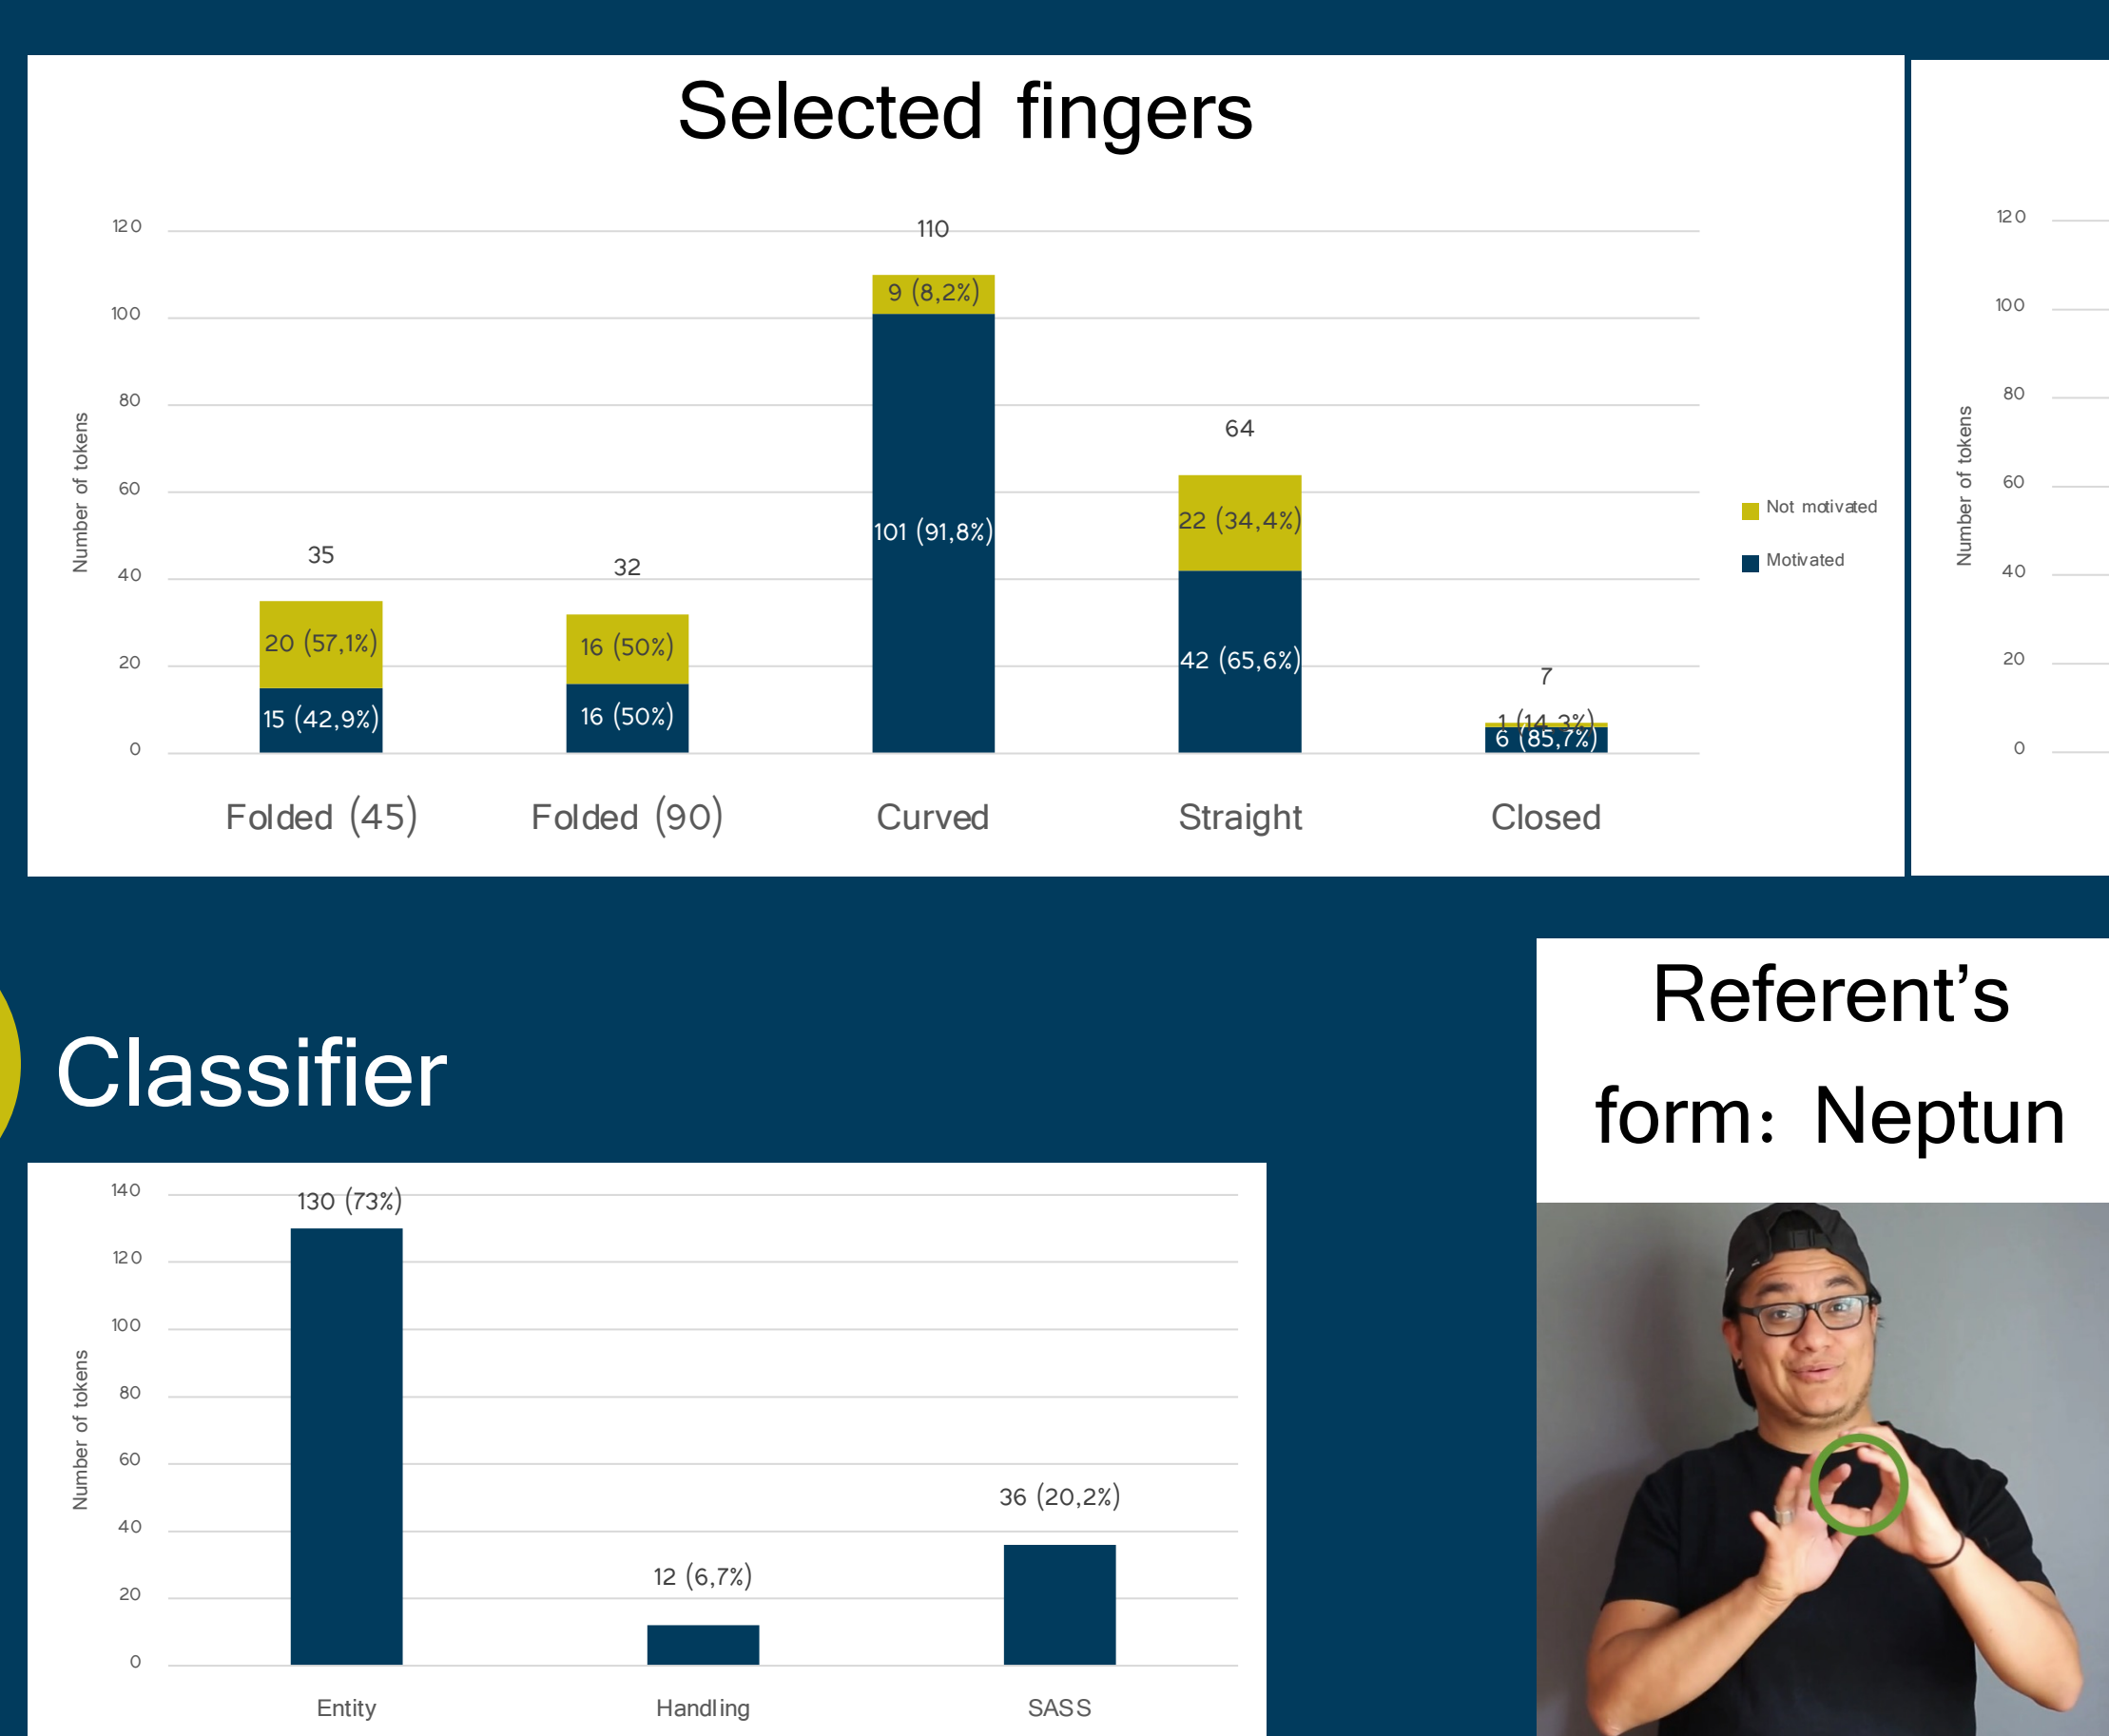 Selected fingers
120
100
80
60
40
20
0
Number of tokens
35
20 (57,1%)
15 (42,9%)
32
16 (50%)
16 (50%)
110
9 (8,2%)
101 (91,8%)
64
22 (34,4%)
42 (65,6%)
7
1 (14,3%)
6 (85,7%)
Folded (45)
Folded (90)
Curved
Straight
Closed
Not motivated
Motivated
120
100
80
60
40
20
0
Number of tokens
Classifier
140
120
100
80
60
40
20
0
Number of tokens
130 (73%)
12 (6,7%)
36 (20,2%)
Entity
Handling
SASS
Referent’s
form: Neptun